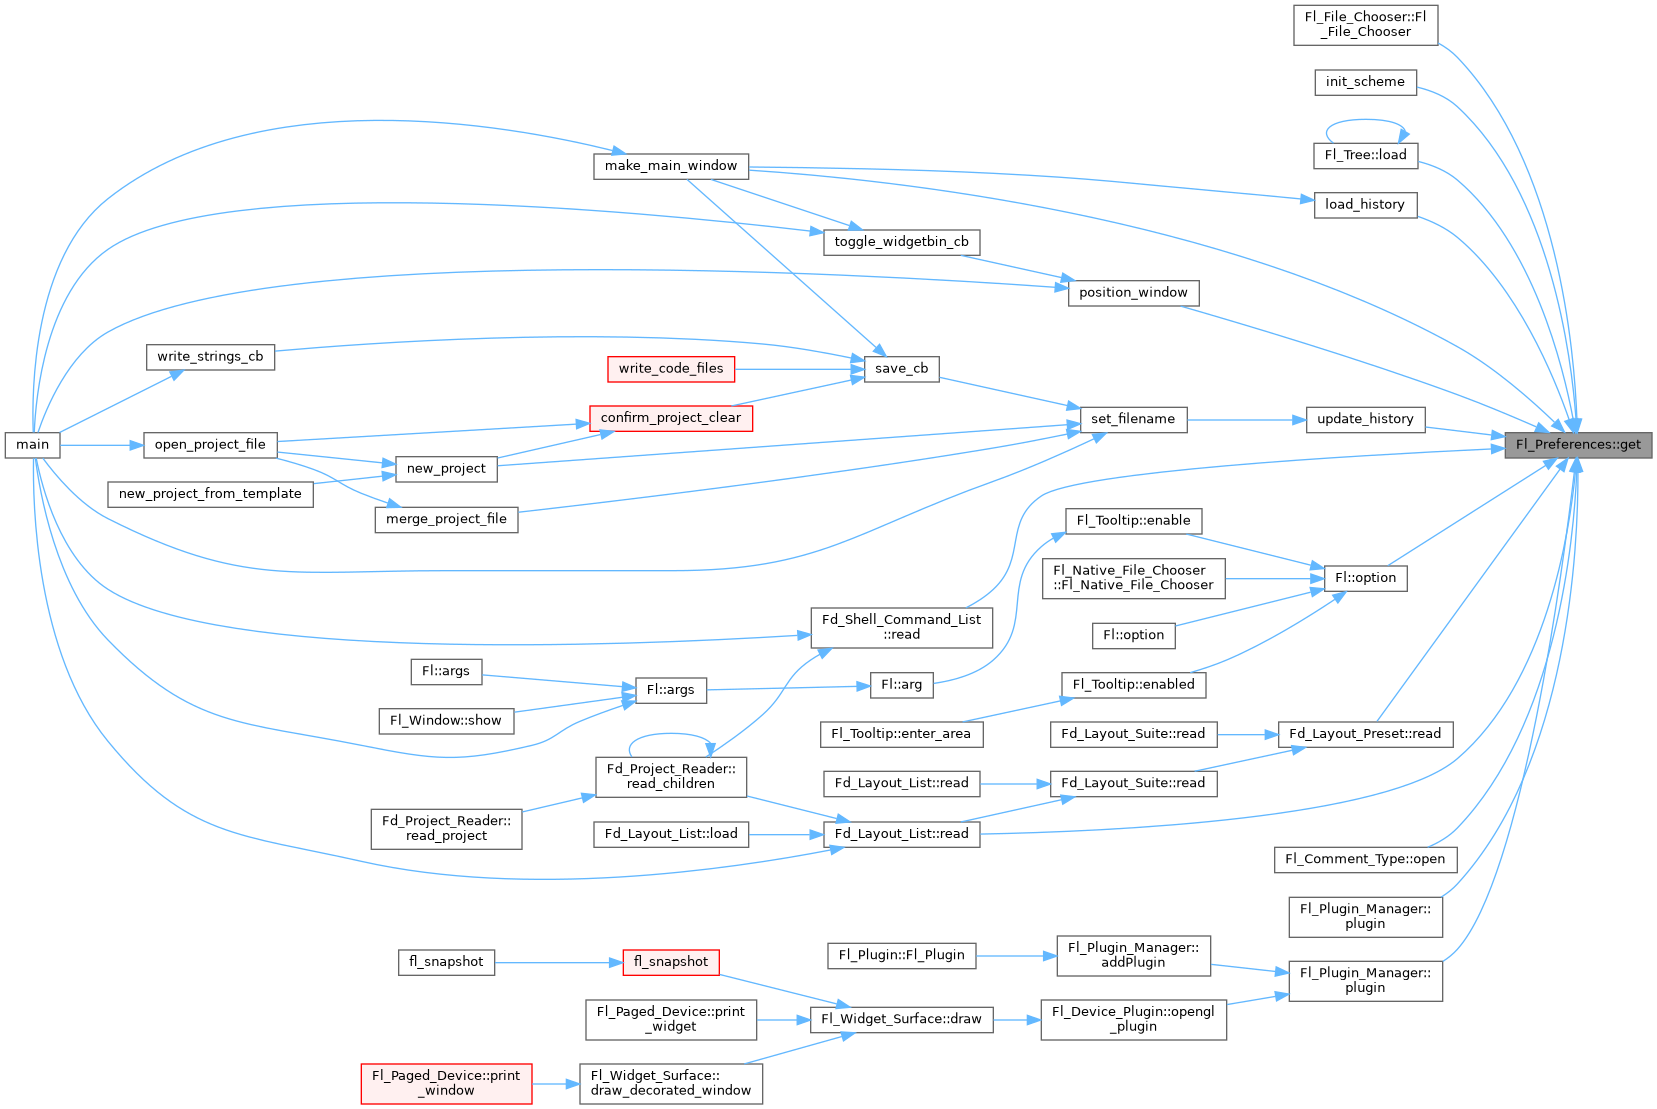 Fl_File_Chooser::Fl
_File_Chooser
init_scheme
Fl_Tree::load
make_main_window
load_history
toggle_widgetbin_cb
position_window
write_strings_cb
write_code_files
save_cb
confirm_project_clear
set_filename
update_history
main
open_project_file
Fl_Preferences::get
new_project
new_project_from_template
merge_project_file
Fl_Tooltip::enable
Fl_Native_File_Chooser
::Fl_Native_File_Chooser
Fl::option
Fd_Shell_Command_List
::read
Fl::option
Fl::args
Fl::args
Fl::arg
Fl_Tooltip::enabled
Fl_Window::show
Fl_Tooltip::enter_area
Fd_Layout_Suite::read
Fd_Layout_Preset::read
Fd_Project_Reader::
read_children
Fd_Layout_List::read
Fd_Layout_Suite::read
Fd_Project_Reader::
read_project
Fd_Layout_List::load
Fd_Layout_List::read
Fl_Comment_Type::open
Fl_Plugin_Manager::
plugin
fl_snapshot
fl_snapshot
Fl_Plugin::Fl_Plugin
Fl_Plugin_Manager::
addPlugin
Fl_Plugin_Manager::
plugin
Fl_Paged_Device::print
_widget
Fl_Widget_Surface::draw
Fl_Device_Plugin::opengl
_plugin
Fl_Paged_Device::print
_window
Fl_Widget_Surface::
draw_decorated_window